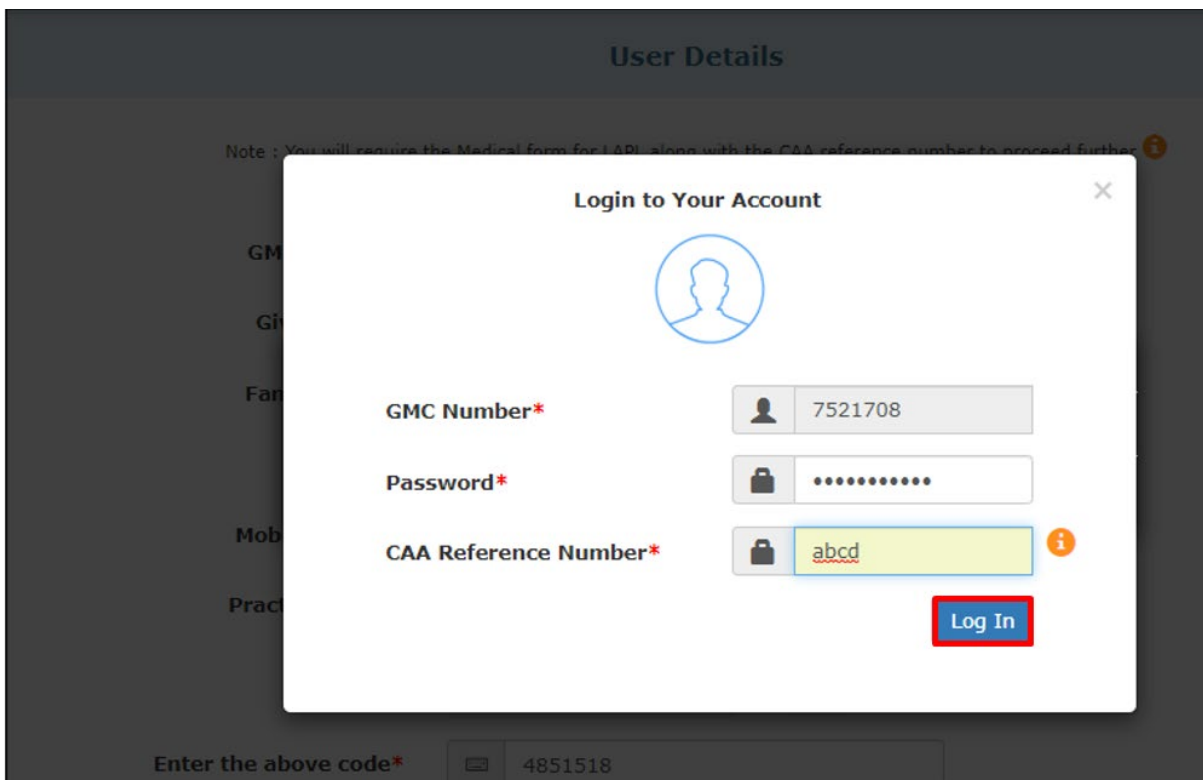 User Details
Note : You will require the Medical form for LAPL along with the CAA reference number to proceed further
Login to Your Account
×
GM
Giv
Fam
Mob
Pract
GMC Number*
7521708
Password*
•••••••••••
CAA Reference Number*
abcd
Log In
Enter the above code*
4851518